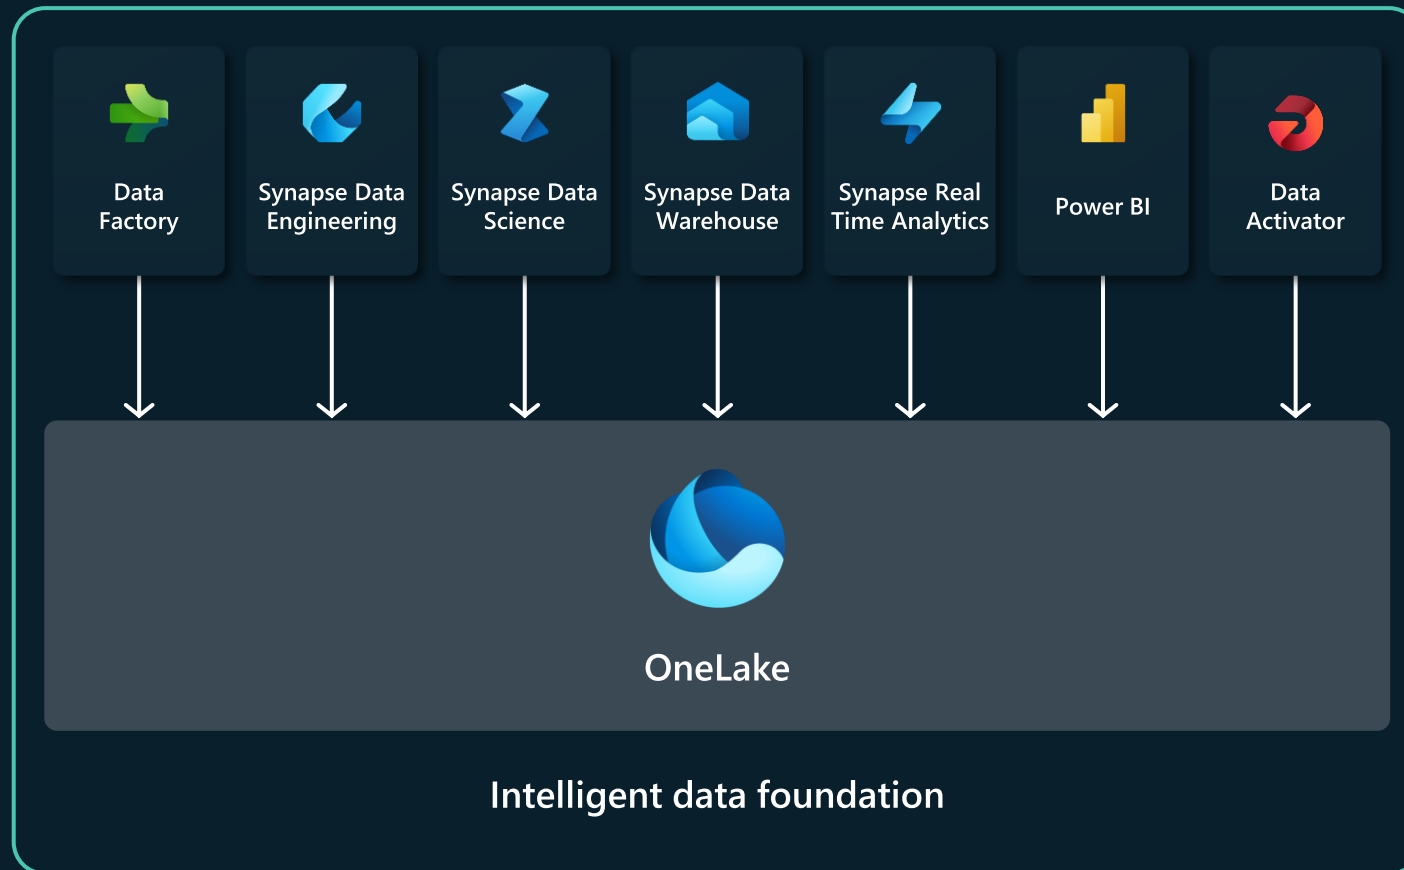 Data
Factory
Synapse Data
Engineering
Synapse Data
Science
Synapse Data
Warehouse
Synapse Real
Time Analytics
Power BI
Data
Activator
OneLake
Intelligent data foundation